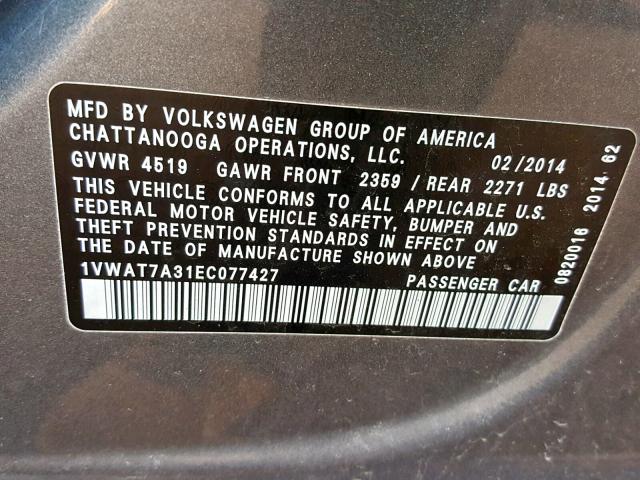 MFD BY VOLKSWAGEN GROUP OF AMERICA
CHATTANOOGA OPERATIONS, LLC. 02/2014
GVWR 4519 GAWR FRONT 2359 / REAR 2271 LBS
THIS VEHICLE CONFORMS TO ALL APPLICABLE U.S.
FEDERAL MOTOR VEHICLE SAFETY, BUMPER AND
THEFT PREVENTION STANDARDS IN EFFECT ON
THE DATE OF MANUFACTURE SHOWN ABOVE
1VWAT7A31EC077427 PASSENGER CAR
0820016 2014 62